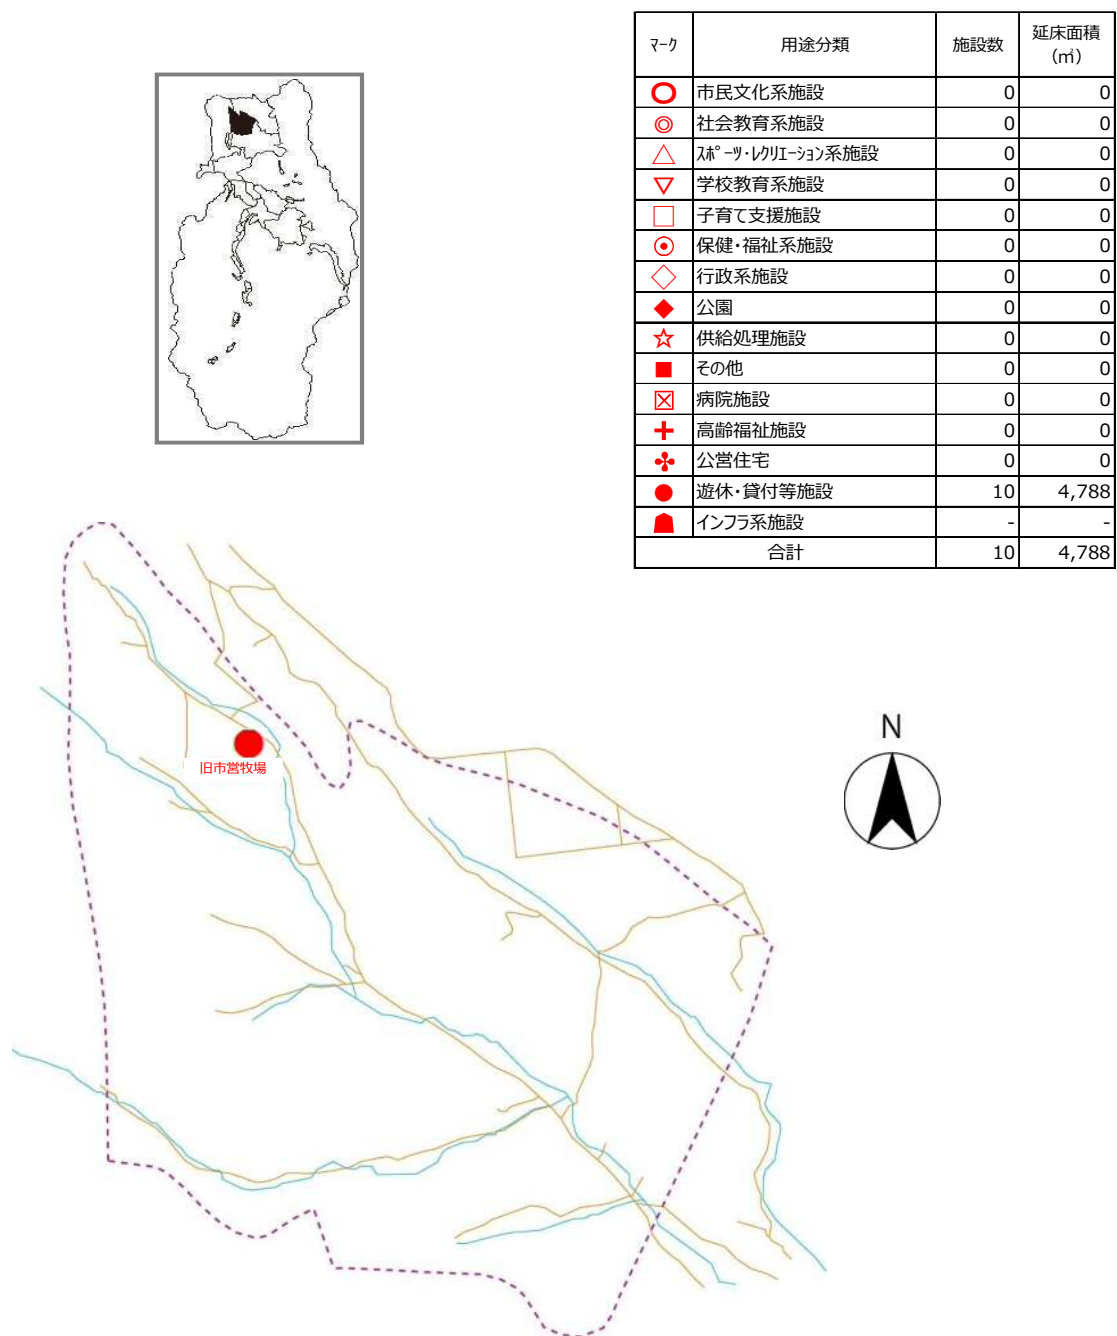 マーク 用途分類 施設数 延床面積
(㎡)
市民文化系施設 0 0
社会教育系施設 0 0
スポーツ・レクリエーション系施設 0 0
学校教育系施設 0 0
子育て支援施設 0 0
保健・福祉系施設 0 0
行政系施設 0 0
公園 0 0
供給処理施設 0 0
その他 0 0
病院施設 0 0
高齢福祉施設 0 0
公営住宅 0 0
遊休・貸付等施設 10 4,788
インフラ系施設 - -
合計 10 4,788
N
旧市営牧場